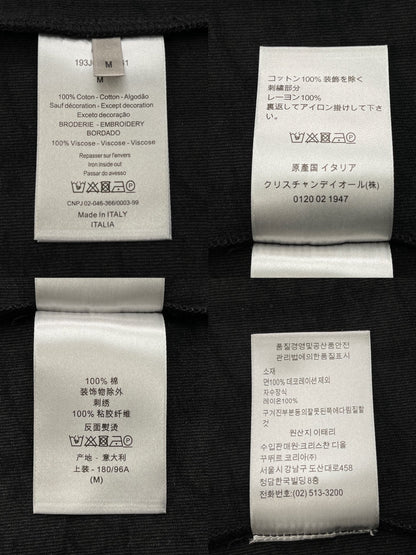 M
M
100% Coton - Cotton - Algodão
Sauf décoration - Except decoration
Exceto decoração
BRODERIE - EMBROIDERY
BORDADO
100% Viscose - Viscose - Viscose
Repasser sur l'envers
Iron inside out
Passar do avesso
CNPJ 02-046-366/0003-99
Made in ITALY
ITALIA
コットン100% 装飾を除く
刺繍部分
レーヨン100%
裏返してアイロン掛けして下さい。
原產国 イタリア
クリスチャンディオール(株)
0120 02 1947
100% 棉
装饰物除外
刺绣
100% 粘胶纤维
反面熨烫
产地 - 意大利
上装 - 180/96A
(M)
품질경영및공산품안전
관리법에의한품질표시
소재
면100% 데코레이션 제외
자수장식
레이온100%
구겨진부분동의잘못된쪽에다림질할
것
원산지 이태리
수입판매원: 크리스챤 디올
꾸뛰르 코리아(주)
서울시 강남구 도산대로458
청담한국빌딩 8층
전화번호: (02) 513-3200